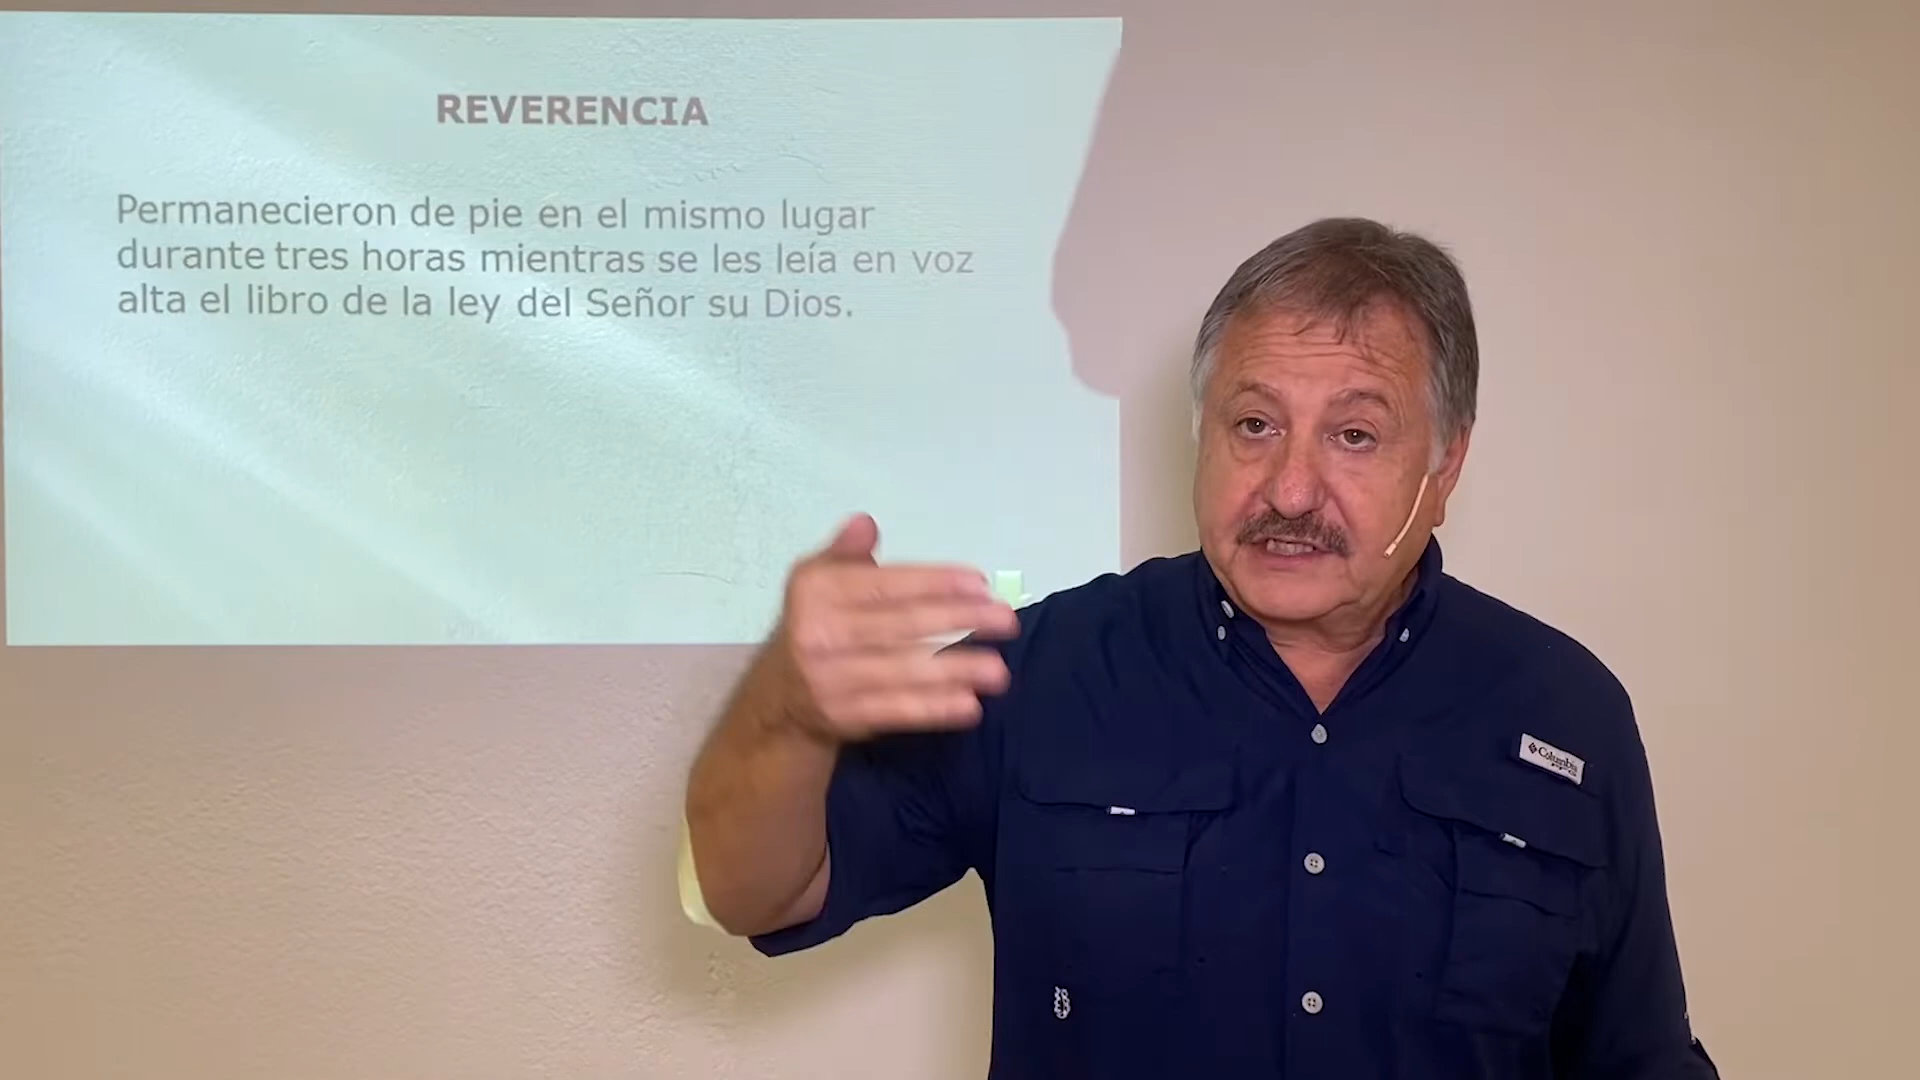 REVERENCIA
Permanecieron de pie en el mismo lugar
durante tres horas mientras se les leía en voz
alta el libro de la ley del Señor su Dios.
Columbia
PFG